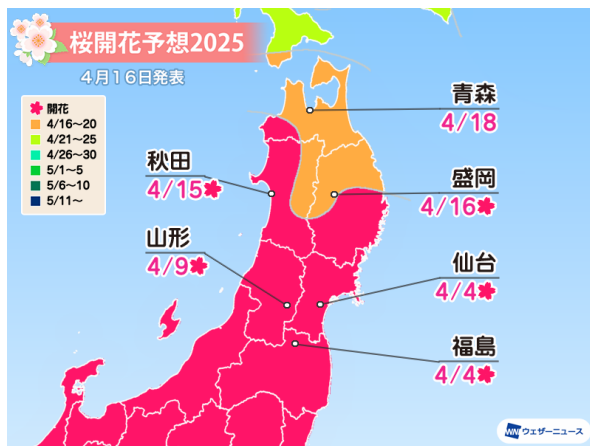 桜開花予想2025
4月16日発表
開花
4/16〜20
4/21〜25
4/26〜30
5/1〜5
5/6〜10
5/11〜
青森
4/18
秋田
4/15
盛岡
4/16
山形
4/9
仙台
4/4
福島
4/4
WN ウェザーニュース